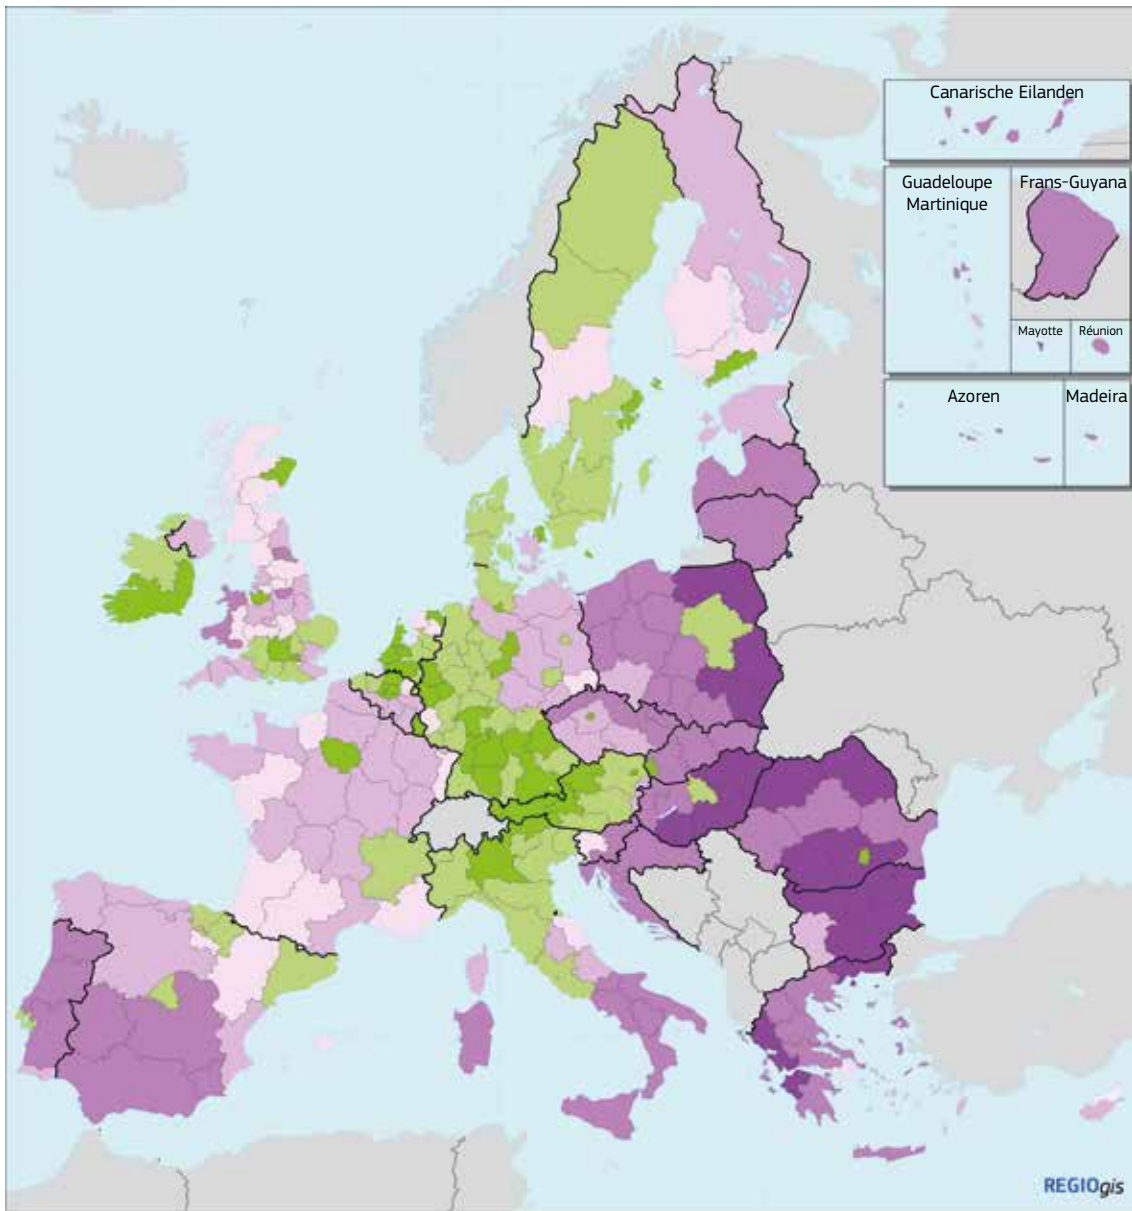 Canarische Eilanden
Guadeloupe
Martinique
Frans-Guyana
Mayotte
Réunion
Azoren
Madeira
REGIOgis